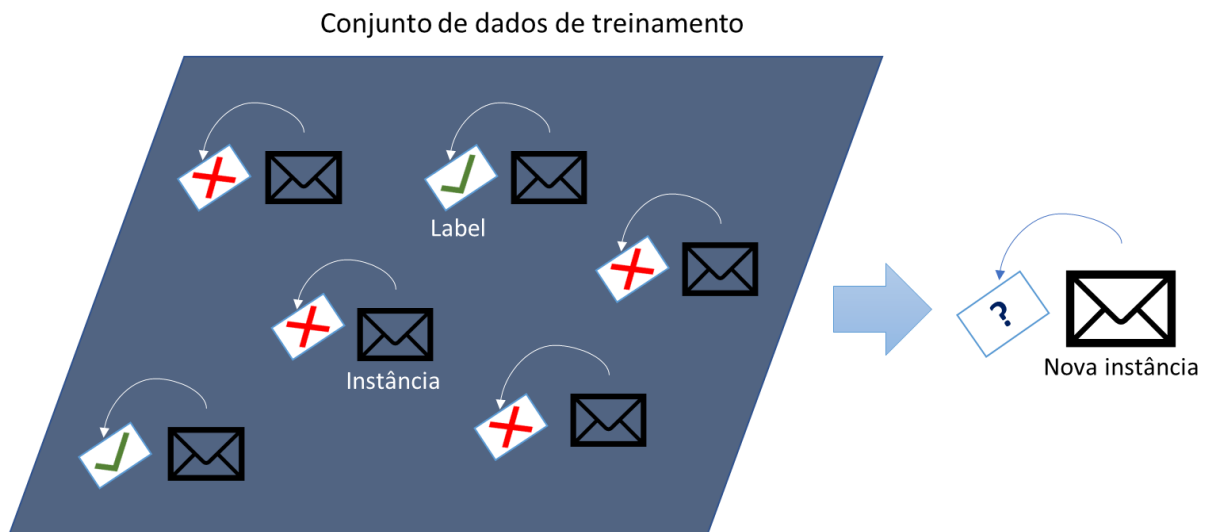 Conjunto de dados de treinamento
Label
Instância
?
Nova instância